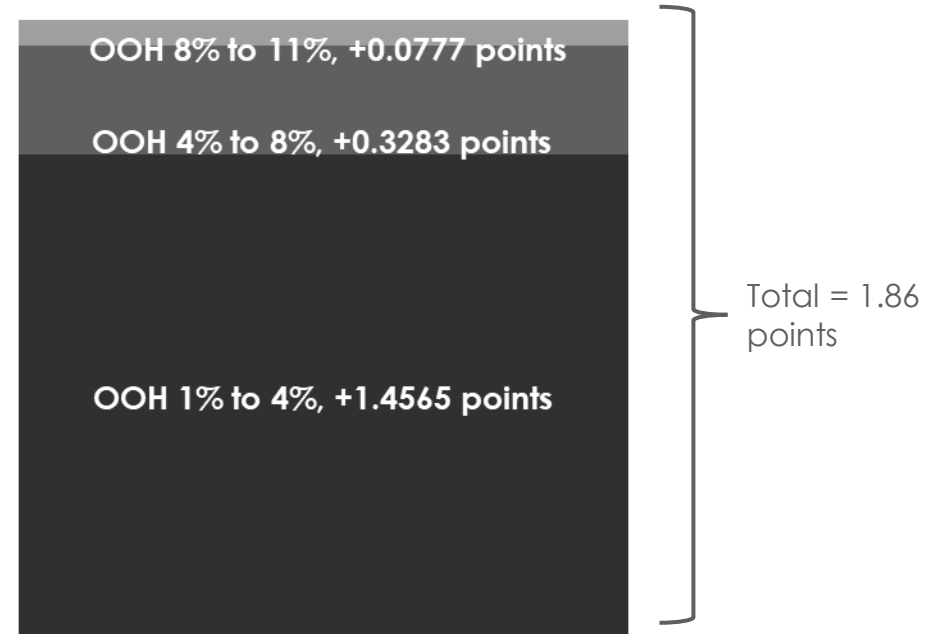 OOH 8% to 11%, +0.0777 points
OOH 4% to 8%, +0.3283 points
OOH 1% to 4%, +1.4565 points
Total = 1.86
points